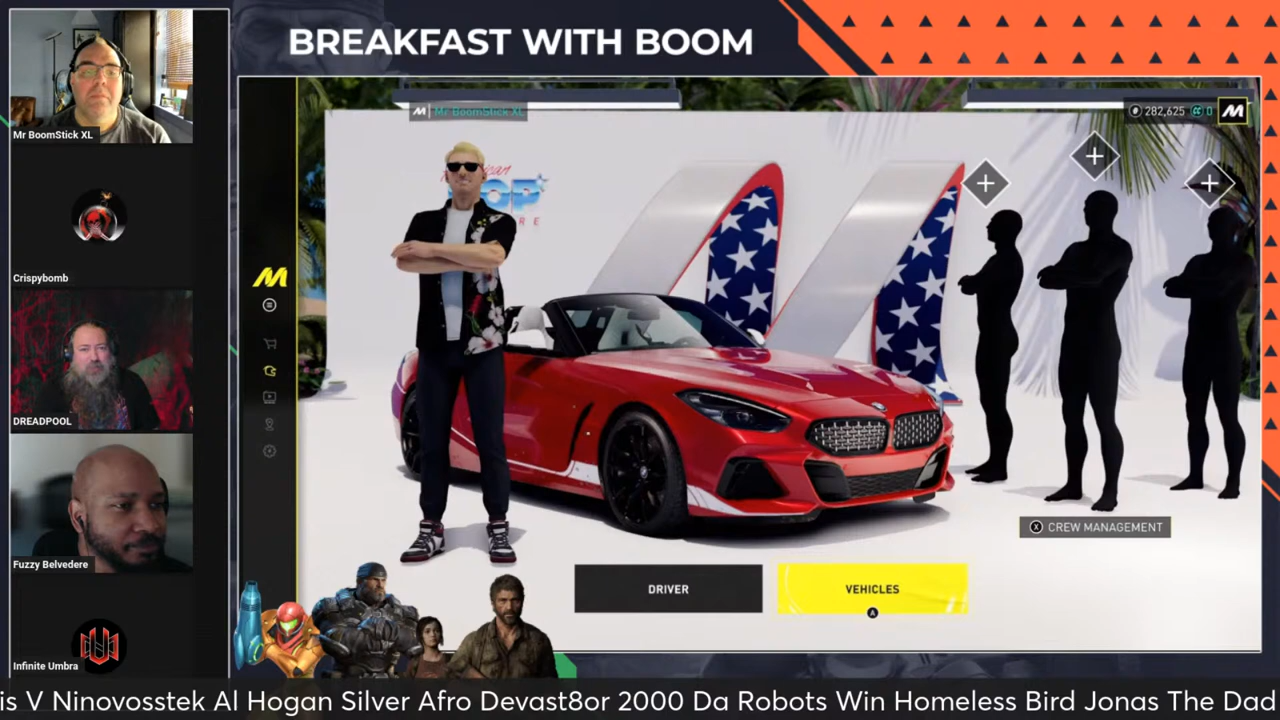 BREAKFAST WITH BOOM
Mr BoomStick XL
Crispybomb
DREADPOOL
Fuzzy Belvedere
Infinite Umbra
Mr BoomStick XL
282,625
0
CREW MANAGEMENT
DRIVER
VEHICLES
is V Ninovosstek Al Hogan Silver Afro Devast8or 2000 Da Robots Win Homeless Bird Jonas The Dad